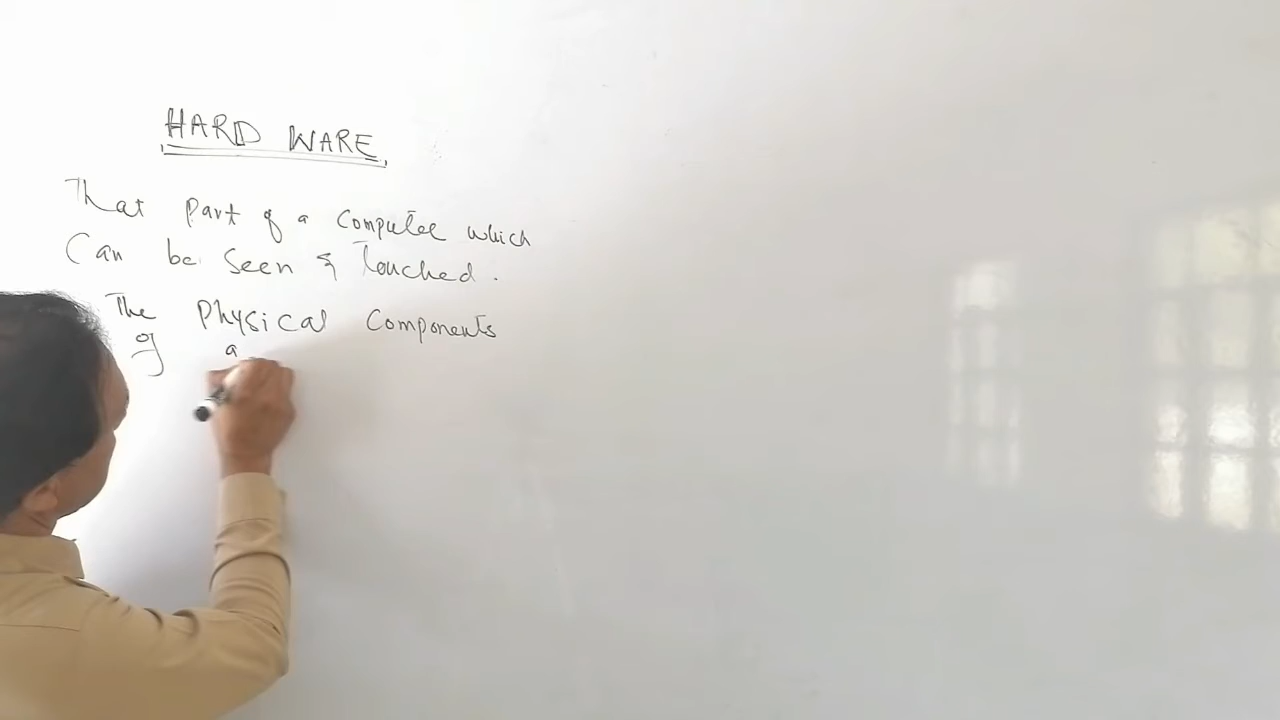 HARD WARE
That part of a computer which
Can be Seen & Touched.
The Physical Components
of a